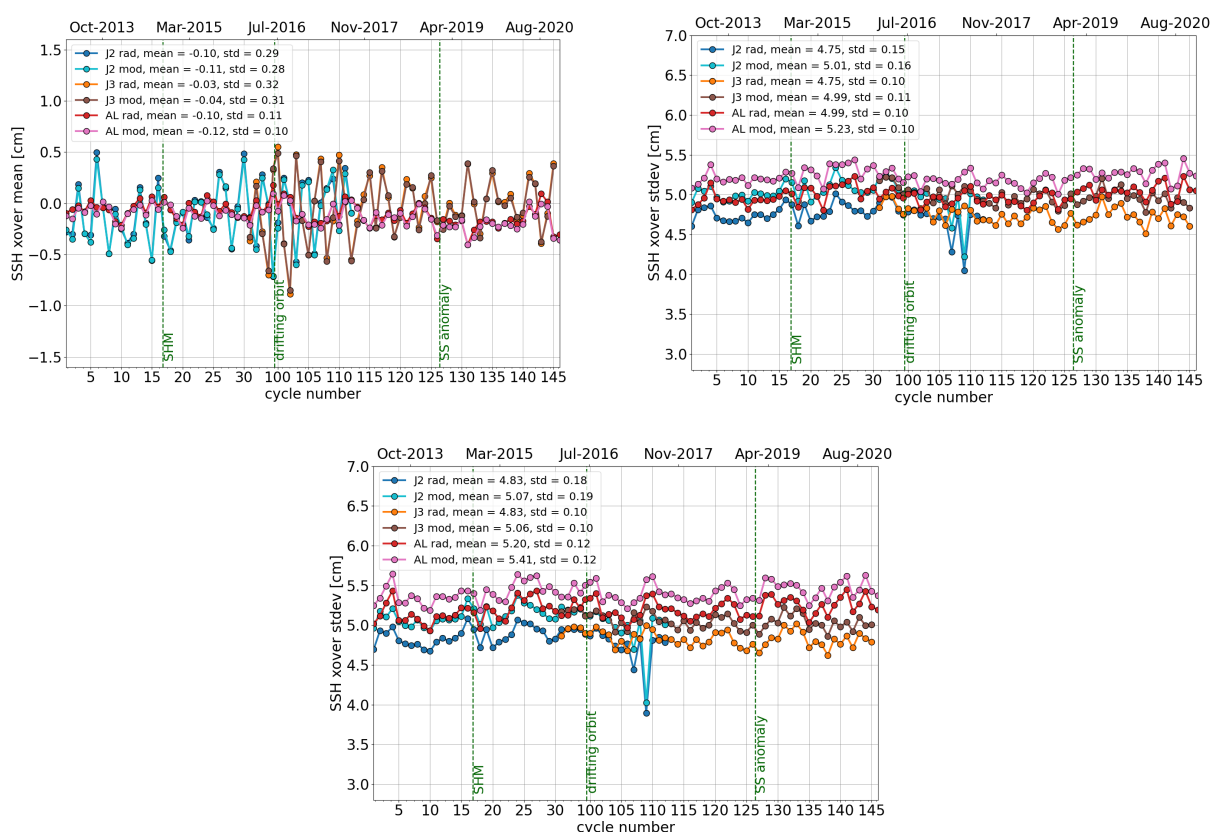 Oct-2013 Mar-2015 Jul-2016 Nov-2017 Apr-2019 Aug-2020
1.5
1.0
0.5
0.0
−0.5
−1.0
−1.5
SSH xover mean [cm]
J2 rad, mean = -0.10, std = 0.29
J2 mod, mean = -0.11, std = 0.28
J3 rad, mean = -0.03, std = 0.32
J3 mod, mean = -0.04, std = 0.31
AL rad, mean = -0.10, std = 0.11
AL mod, mean = -0.12, std = 0.10
SHM
drifting orbit
SS anomaly
5 10 15 20 25 30 100 105 110 115 120 125 130 135 140 145
cycle number
Oct-2013 Mar-2015 Jul-2016 Nov-2017 Apr-2019 Aug-2020
7.0
6.5
6.0
5.5
5.0
4.5
4.0
3.5
3.0
SSH xover stdev [cm]
J2 rad, mean = 4.75, std = 0.15
J2 mod, mean = 5.01, std = 0.16
J3 rad, mean = 4.75, std = 0.10
J3 mod, mean = 4.99, std = 0.11
AL rad, mean = 4.99, std = 0.10
AL mod, mean = 5.23, std = 0.10
SHM
drifting orbit
SS anomaly
5 10 15 20 25 30 100 105 110 115 120 125 130 135 140 145
cycle number
Oct-2013 Mar-2015 Jul-2016 Nov-2017 Apr-2019 Aug-2020
7.0
6.5
6.0
5.5
5.0
4.5
4.0
3.5
3.0
SSH xover stdev [cm]
J2 rad, mean = 4.83, std = 0.18
J2 mod, mean = 5.07, std = 0.19
J3 rad, mean = 4.83, std = 0.10
J3 mod, mean = 5.06, std = 0.10
AL rad, mean = 5.20, std = 0.12
AL mod, mean = 5.41, std = 0.12
SHM
drifting orbit
SS anomaly
5 10 15 20 25 30 100 105 110 115 120 125 130 135 140 145
cycle number